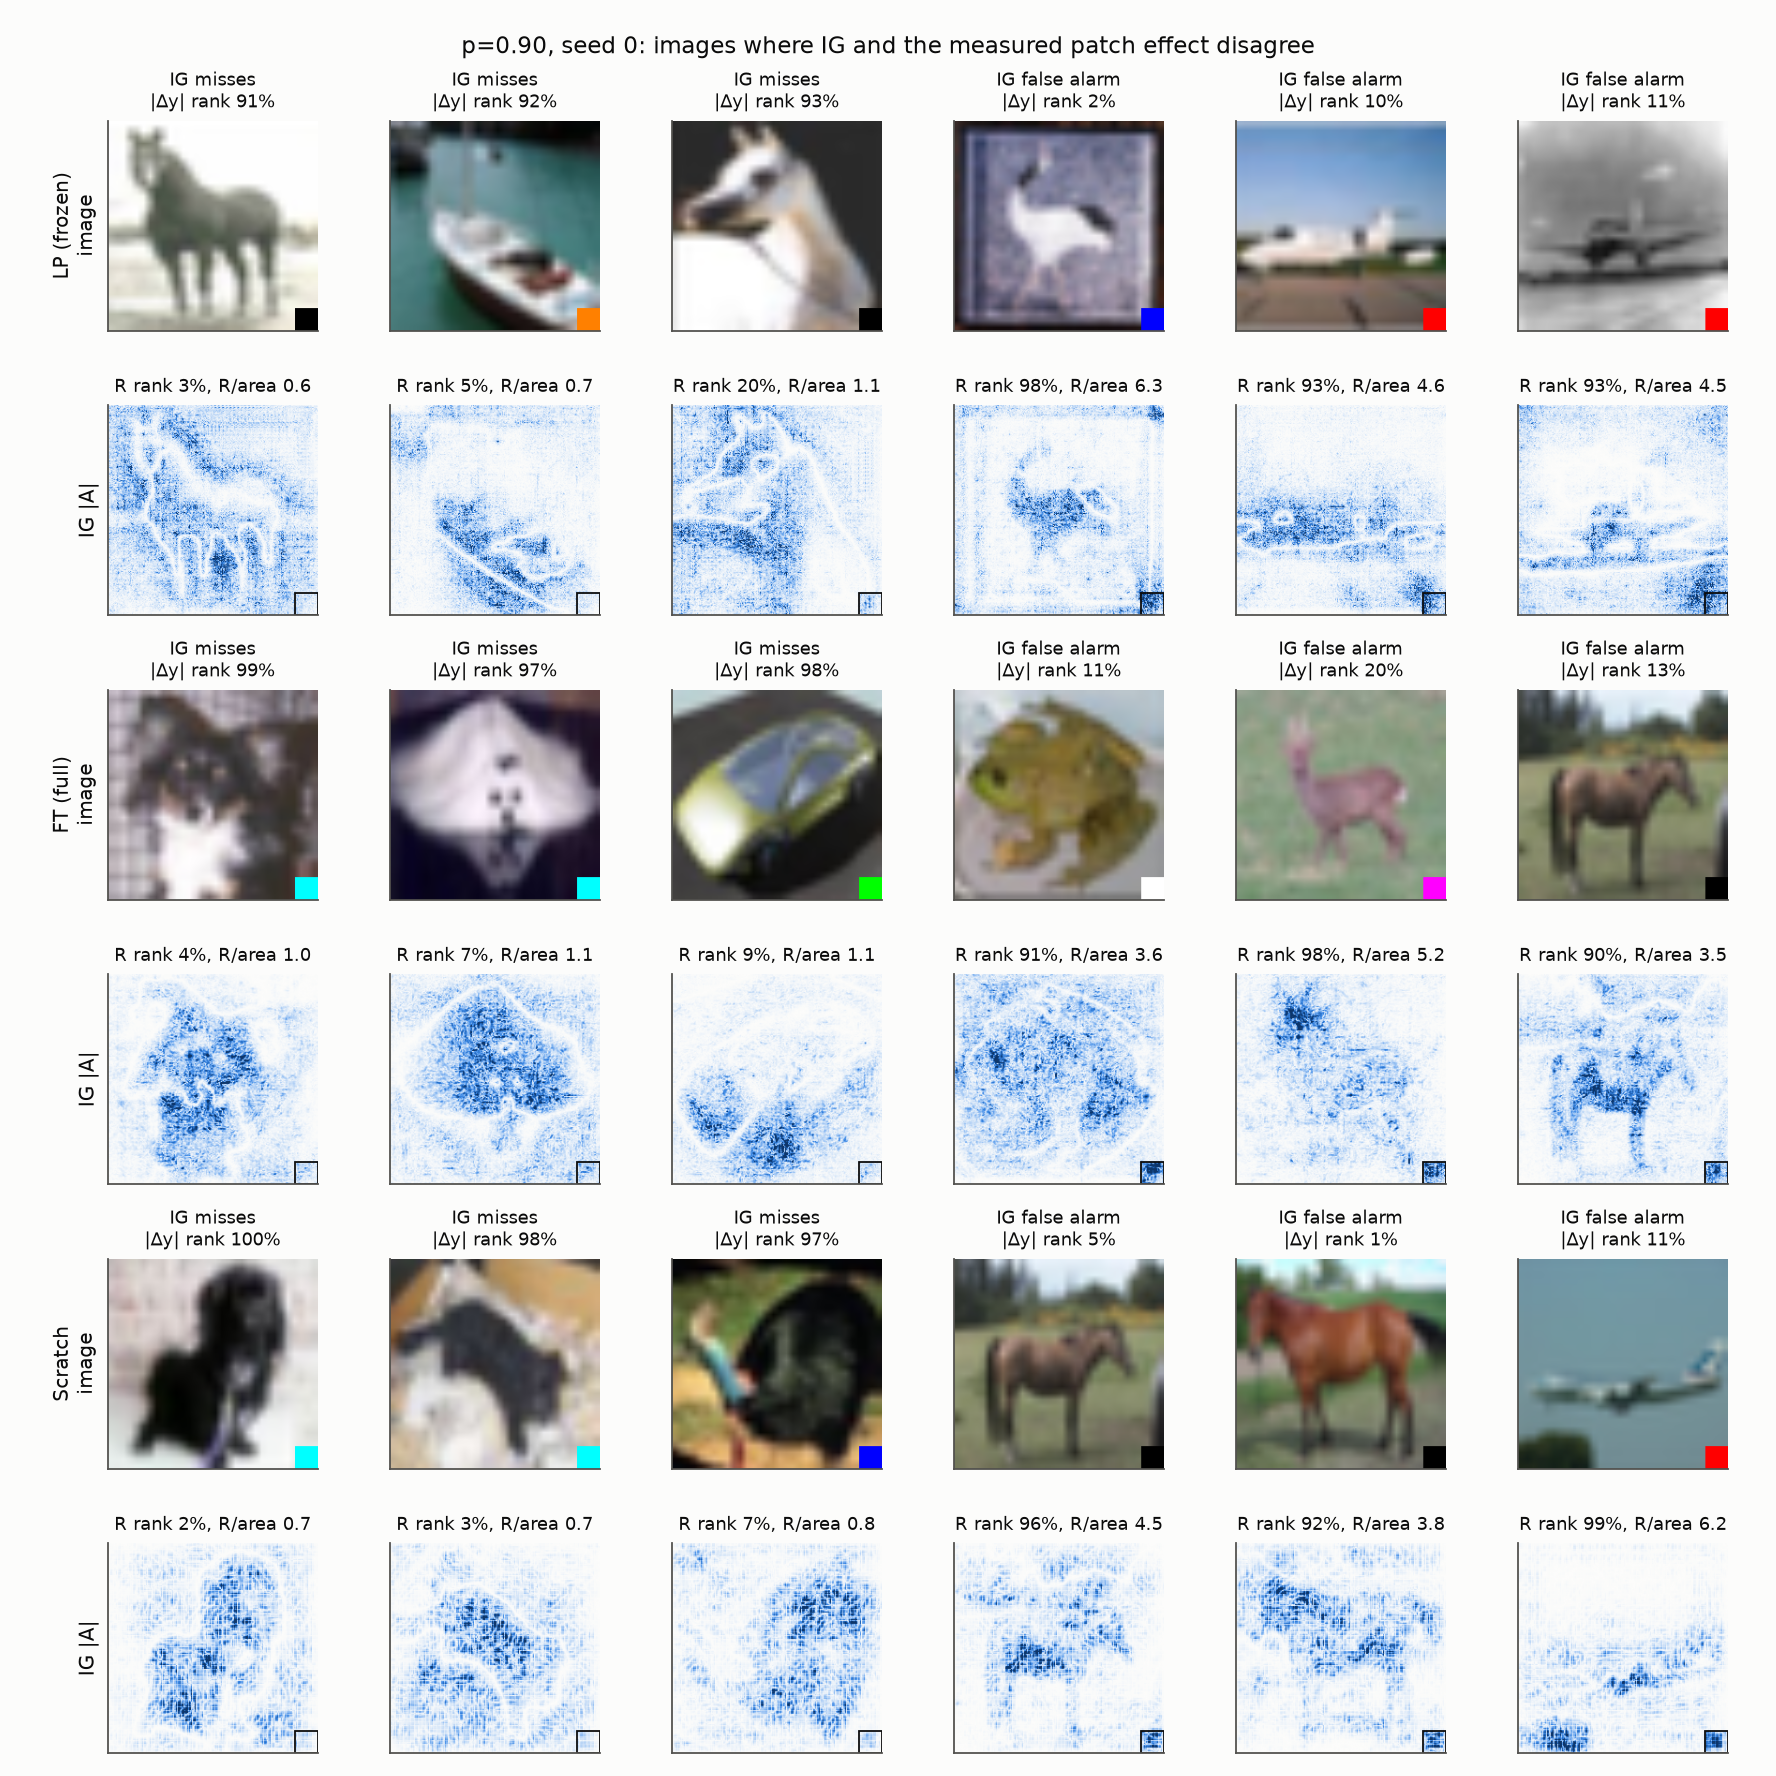 p=0.90, seed 0: images where IG and the measured patch effect disagree
IG misses
|Δy| rank 91%
IG misses
|Δy| rank 92%
IG misses
|Δy| rank 93%
IG false alarm
|Δy| rank 2%
IG false alarm
|Δy| rank 10%
IG false alarm
|Δy| rank 11%
LP (frozen)
image
R rank 3%, R/area 0.6
R rank 5%, R/area 0.7
R rank 20%, R/area 1.1
R rank 98%, R/area 6.3
R rank 93%, R/area 4.6
R rank 93%, R/area 4.5
IG |A|
IG misses
|Δy| rank 99%
IG misses
|Δy| rank 97%
IG misses
|Δy| rank 98%
IG false alarm
|Δy| rank 11%
IG false alarm
|Δy| rank 20%
IG false alarm
|Δy| rank 13%
FT (full)
image
R rank 4%, R/area 1.0
R rank 7%, R/area 1.1
R rank 9%, R/area 1.1
R rank 91%, R/area 3.6
R rank 98%, R/area 5.2
R rank 90%, R/area 3.5
IG |A|
IG misses
|Δy| rank 100%
IG misses
|Δy| rank 98%
IG misses
|Δy| rank 97%
IG false alarm
|Δy| rank 5%
IG false alarm
|Δy| rank 1%
IG false alarm
|Δy| rank 11%
Scratch
image
R rank 2%, R/area 0.7
R rank 3%, R/area 0.7
R rank 7%, R/area 0.8
R rank 96%, R/area 4.5
R rank 92%, R/area 3.8
R rank 99%, R/area 6.2
IG |A|